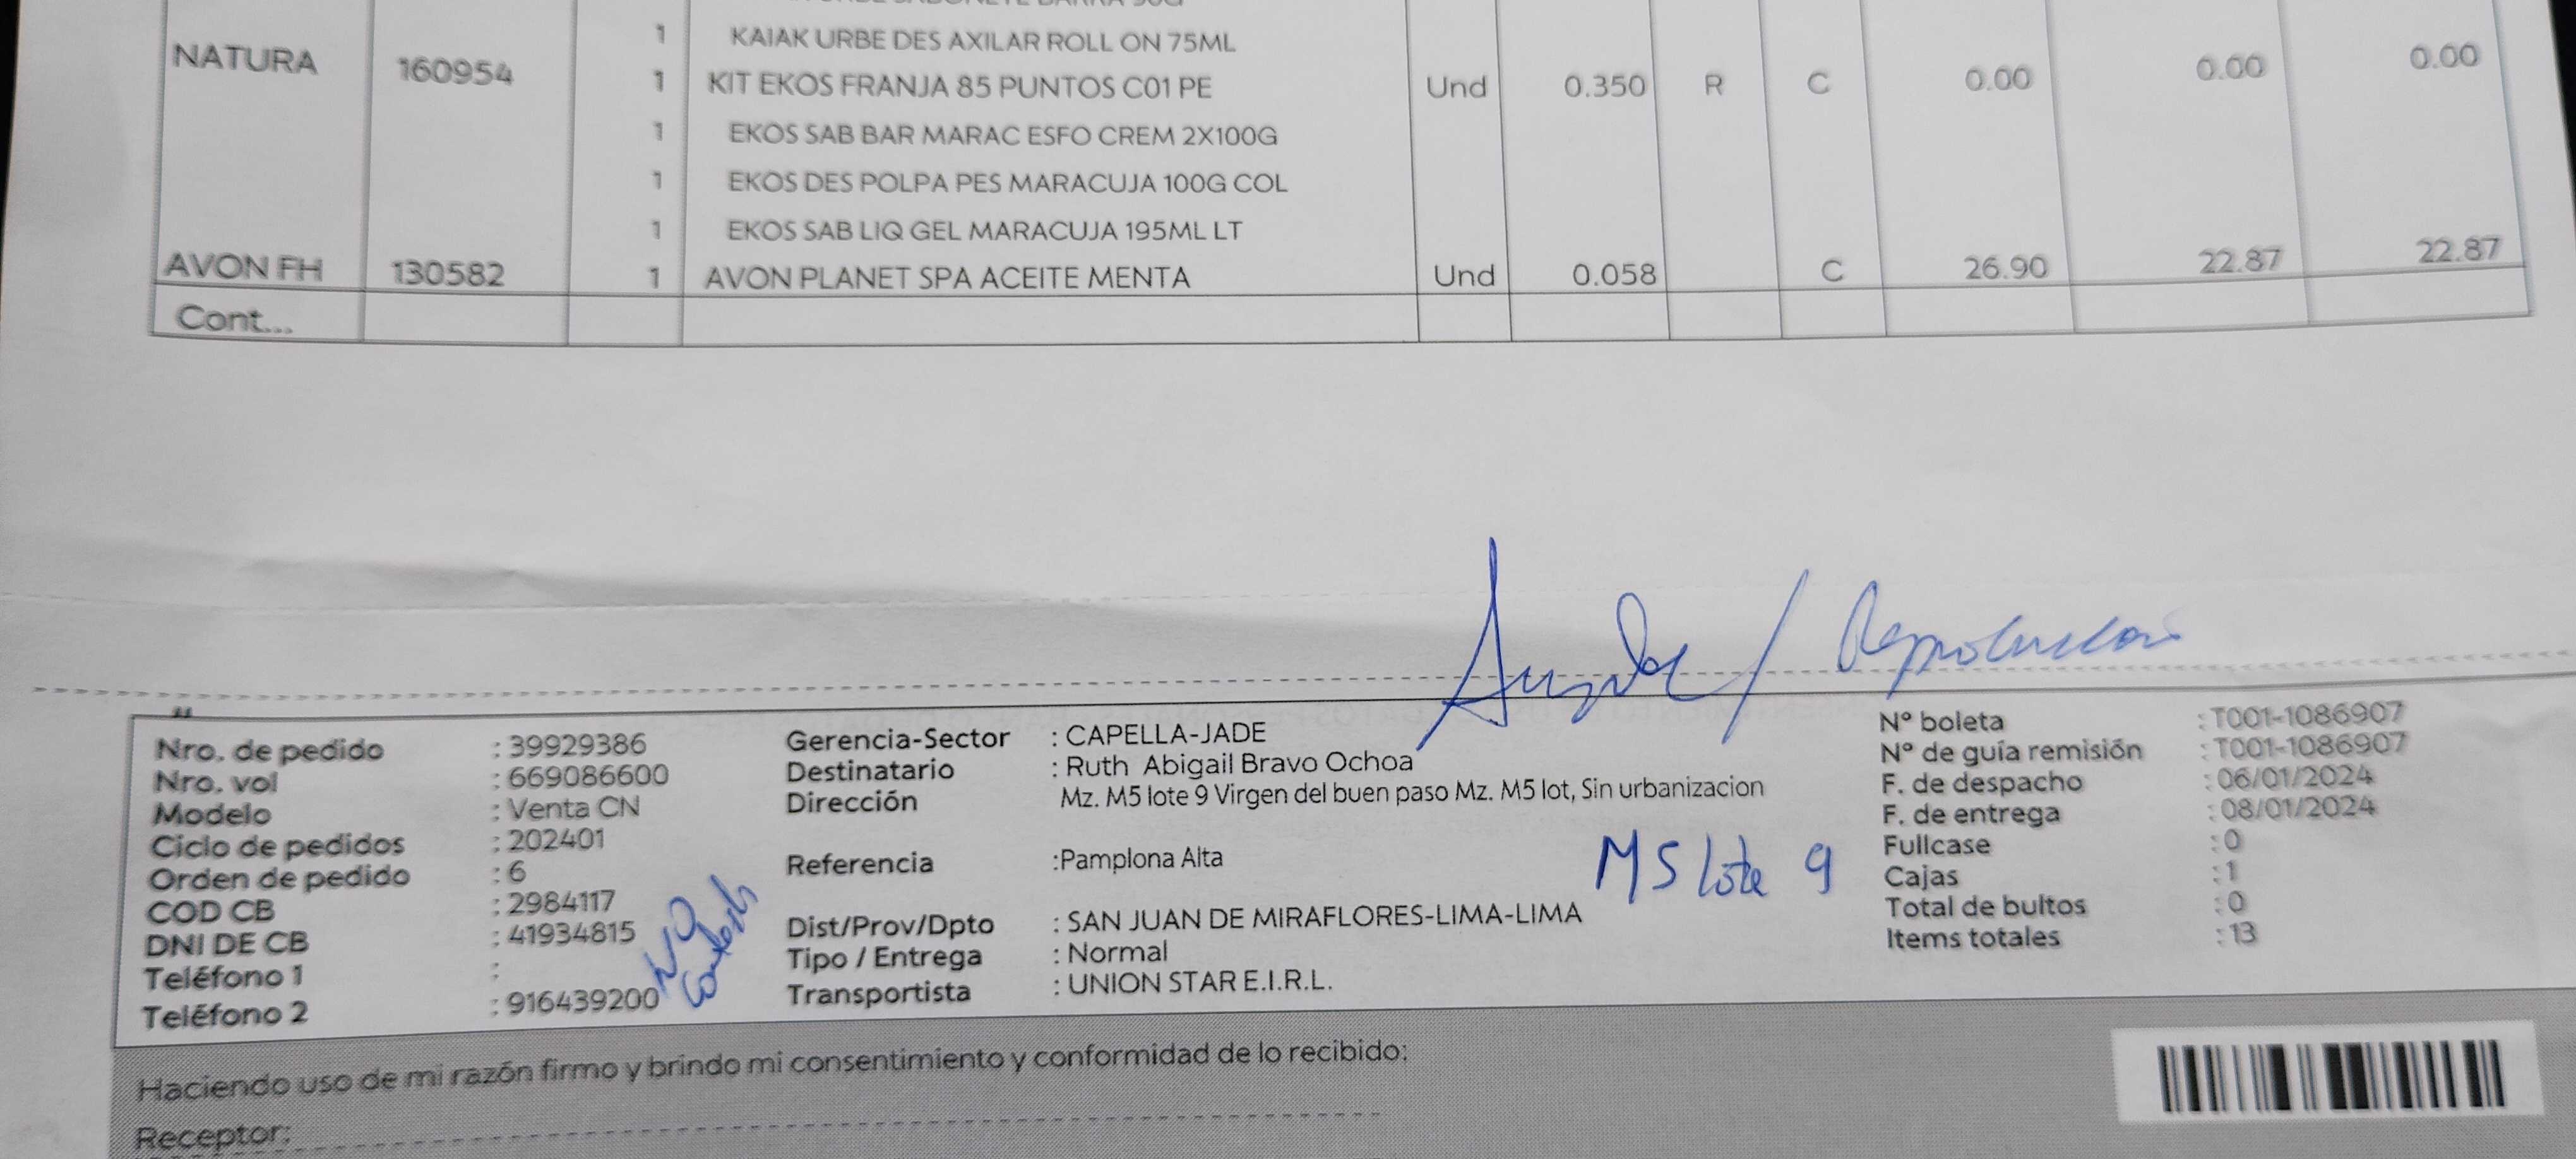 KAIAK URBE DES AXILAR ROLL ON 75ML
NATURA 160954 1 KIT EKOS FRANJA 85 PUNTOS C01 PE Und 0.350 R C 0.00 0.00 0.00
1 EKOS SAB BAR MARAC ESFO CREM 2X100G
1 EKOS DES POLPA PES MARACUJA 100G COL
1 EKOS SAB LIQ GEL MARACUJA 195ML LT
AVON FH 130582 1 AVON PLANET SPA ACEITE MENTA Und 0.058 C 26.90 22.87 22.87
Cont...
Nro. de pedido : 39929386
Nro. vol : 669086600
Modelo : Venta CN
Ciclo de pedidos : 202401
Orden de pedido : 6
COD CB : 2984117
DNI DE CB : 41934815
Teléfono 1 :
Teléfono 2 : 916439200
NO
Gerencia-Sector : CAPELLA-JADE
Destinatario : Ruth Abigail Bravo Ochoa
Dirección Mz. M5 lote 9 Virgen del buen paso Mz. M5 lot, Sin urbanizacion
Referencia :Pamplona Alta
M5 lote 9
Dist/Prov/Dpto : SAN JUAN DE MIRAFLORES-LIMA-LIMA
Tipo / Entrega : Normal
Transportista : UNION STAR E.I.R.L.
N° boleta : T001-1086907
N° de guía remisión : T001-1086907
F. de despacho : 06/01/2024
F. de entrega : 08/01/2024
Fullcase : 0
Cajas : 1
Total de bultos : 0
Items totales : 13
Haciendo uso de mi razón firmo y brindo mi consentimiento y conformidad de lo recibido:
Receptor: